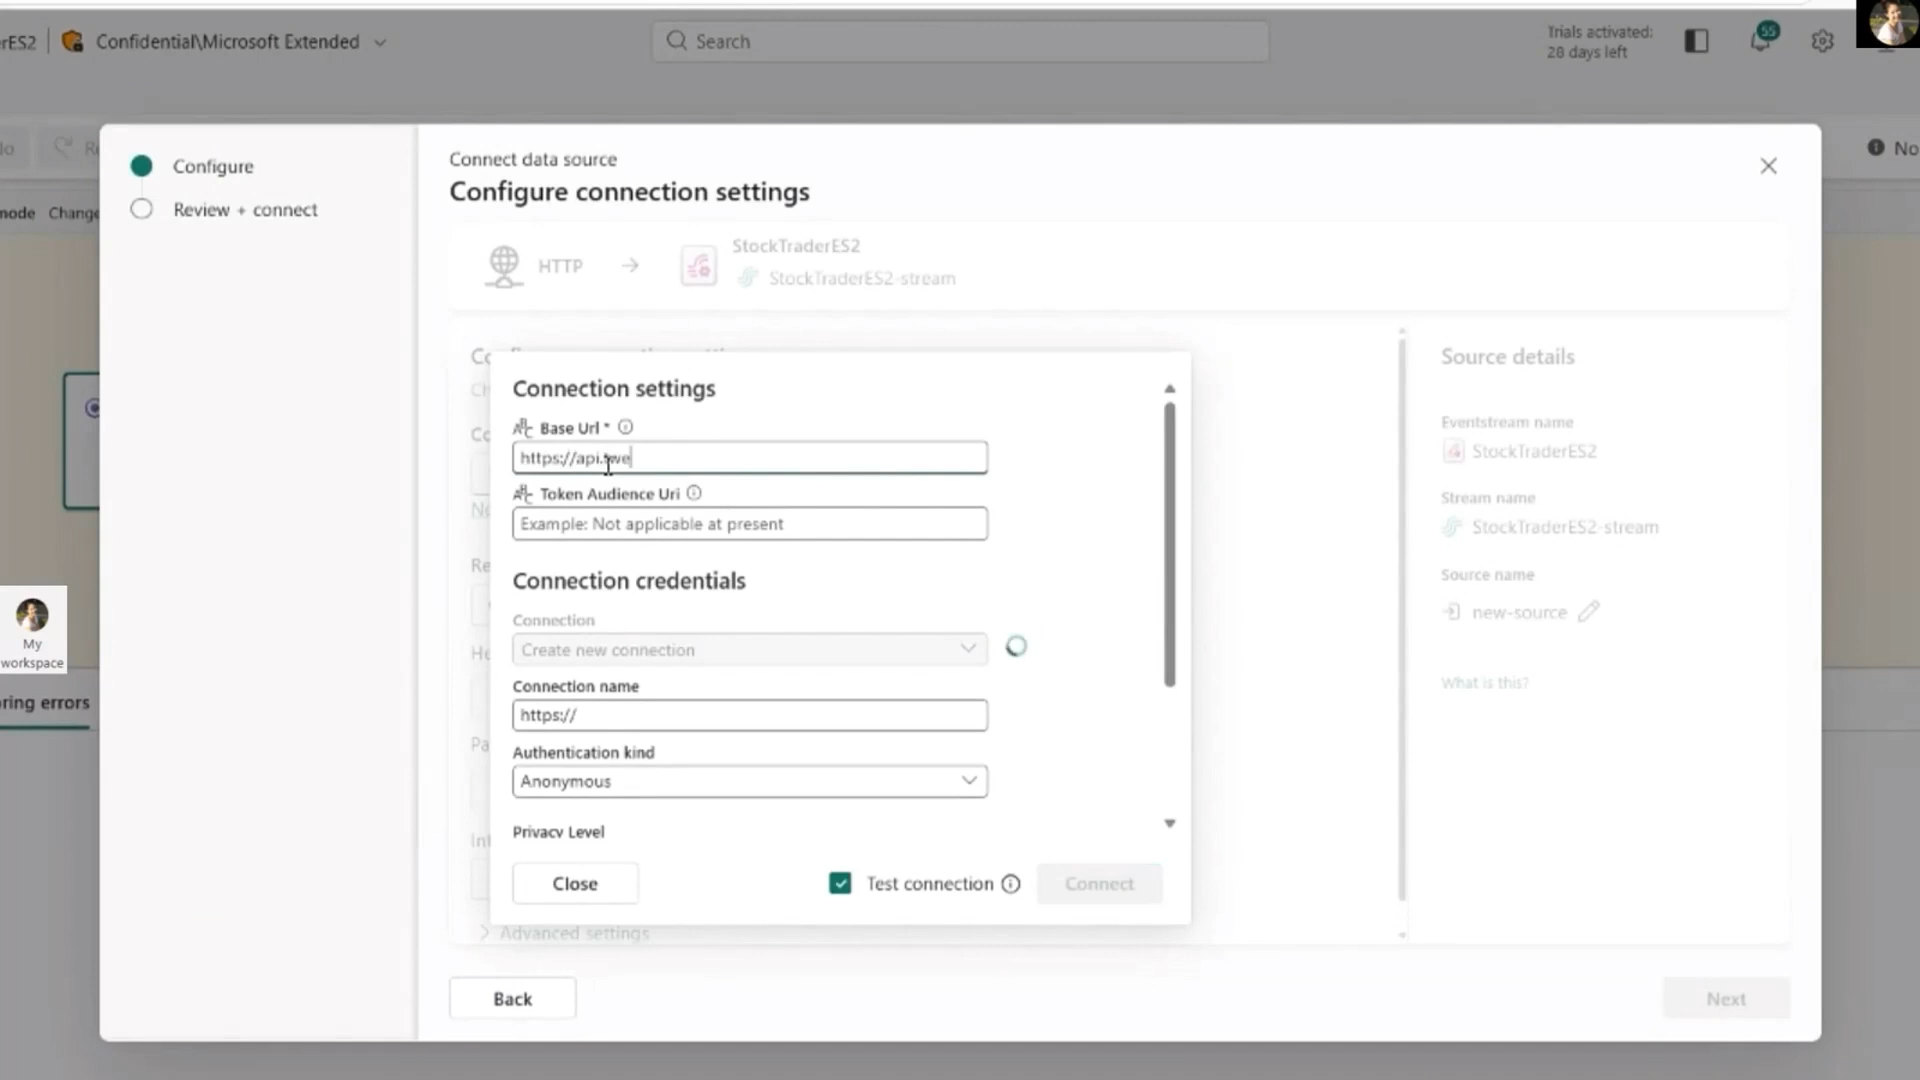 rES2
Confidential\Microsoft Extended
Search
Trials activated:
28 days left
55
Configure
Review + connect
Connect data source
Configure connection settings
No
mode Change
HTTP
StockTraderES2
StockTraderES2-stream
Connection settings
Base Url *
https://api.twe
Token Audience Uri
Example: Not applicable at present
Connection credentials
Connection
Create new connection
Connection name
https://
Authentication kind
Anonymous
Privacy Level
Close
Test connection
Connect
Advanced settings
Source details
Eventstream name
StockTraderES2
Stream name
StockTraderES2-stream
Source name
new-source
What is this?
My
workspace
ring errors
Back
Next